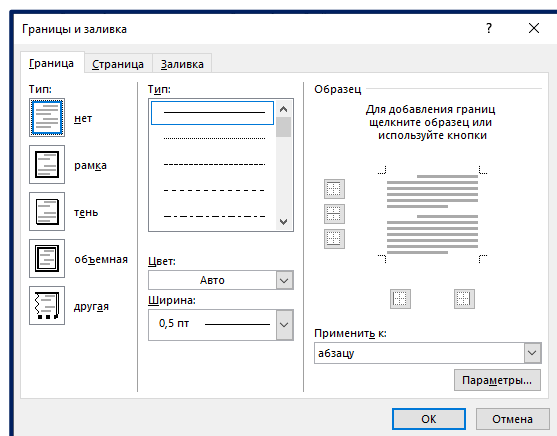 Границы и заливка
? ×
Граница Страница Заливка
Тип:
нет
рамка
тень
объемная
другая
Тип:
Цвет:
Авто
Ширина:
0,5 пт
Образец
Для добавления границ
щелкните образец или
используйте кнопки
Применить к:
абзацу
Параметры...
ОК Отмена